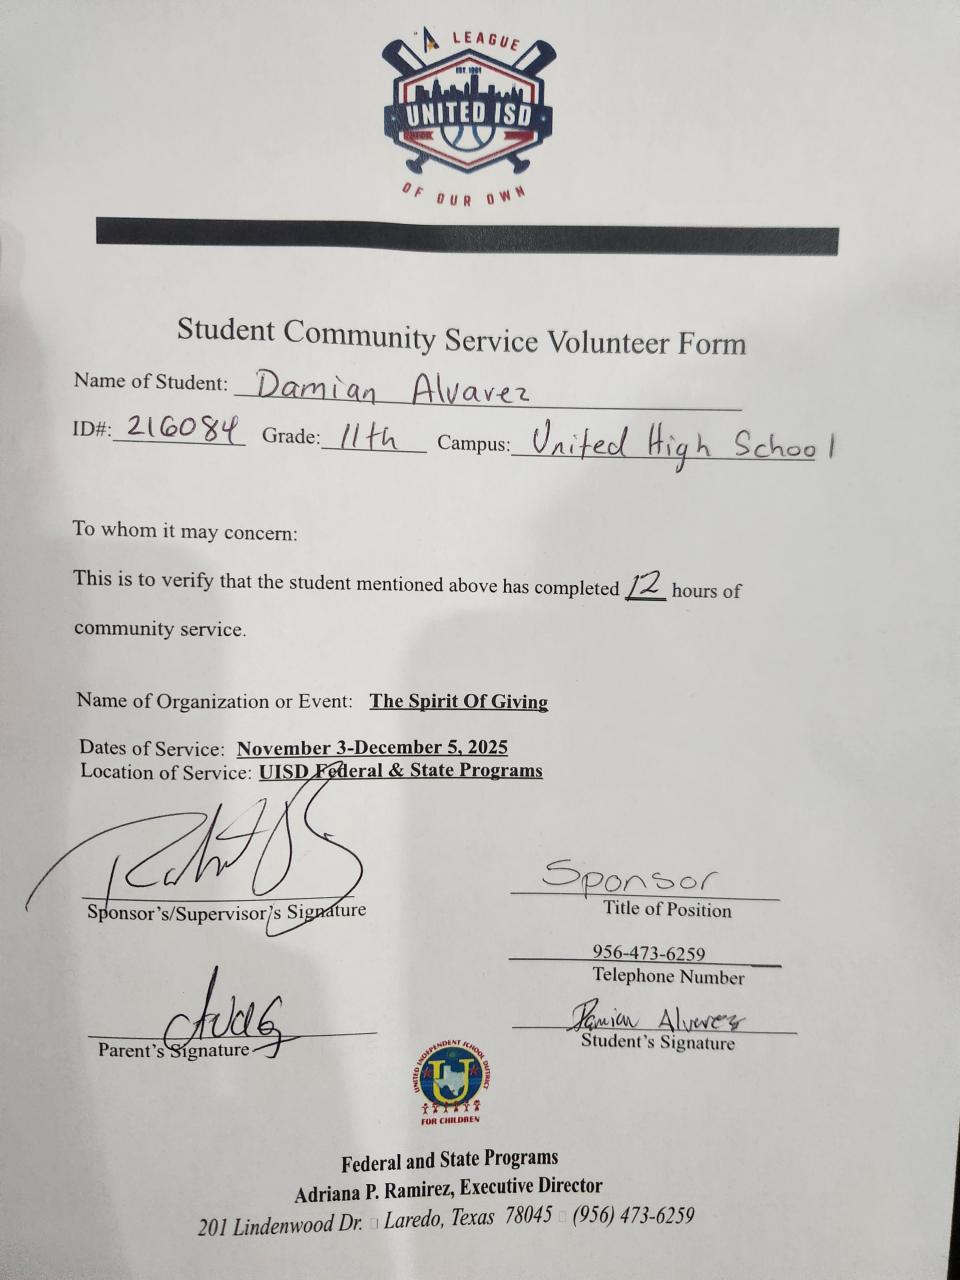 "A LEAGUE
EST. 1961
UNITED ISD
OF OUR OWN
Student Community Service Volunteer Form
Name of Student: Damian Alvarez
ID#: 216084 Grade: 11th Campus: United High School
To whom it may concern:
This is to verify that the student mentioned above has completed 12 hours of
community service.
Name of Organization or Event: The Spirit Of Giving
Dates of Service: November 3-December 5, 2025
Location of Service: UISD Federal & State Programs
Sponsor
Sponsor's/Supervisor's Signature Title of Position
956-473-6259
Telephone Number
Damian Alverez
Parent's Signature Student's Signature
UNITED INDEPENDENT SCHOOL DISTRICT
U
FOR CHILDREN
Federal and State Programs
Adriana P. Ramirez, Executive Director
201 Lindenwood Dr. Laredo, Texas 78045 (956) 473-6259